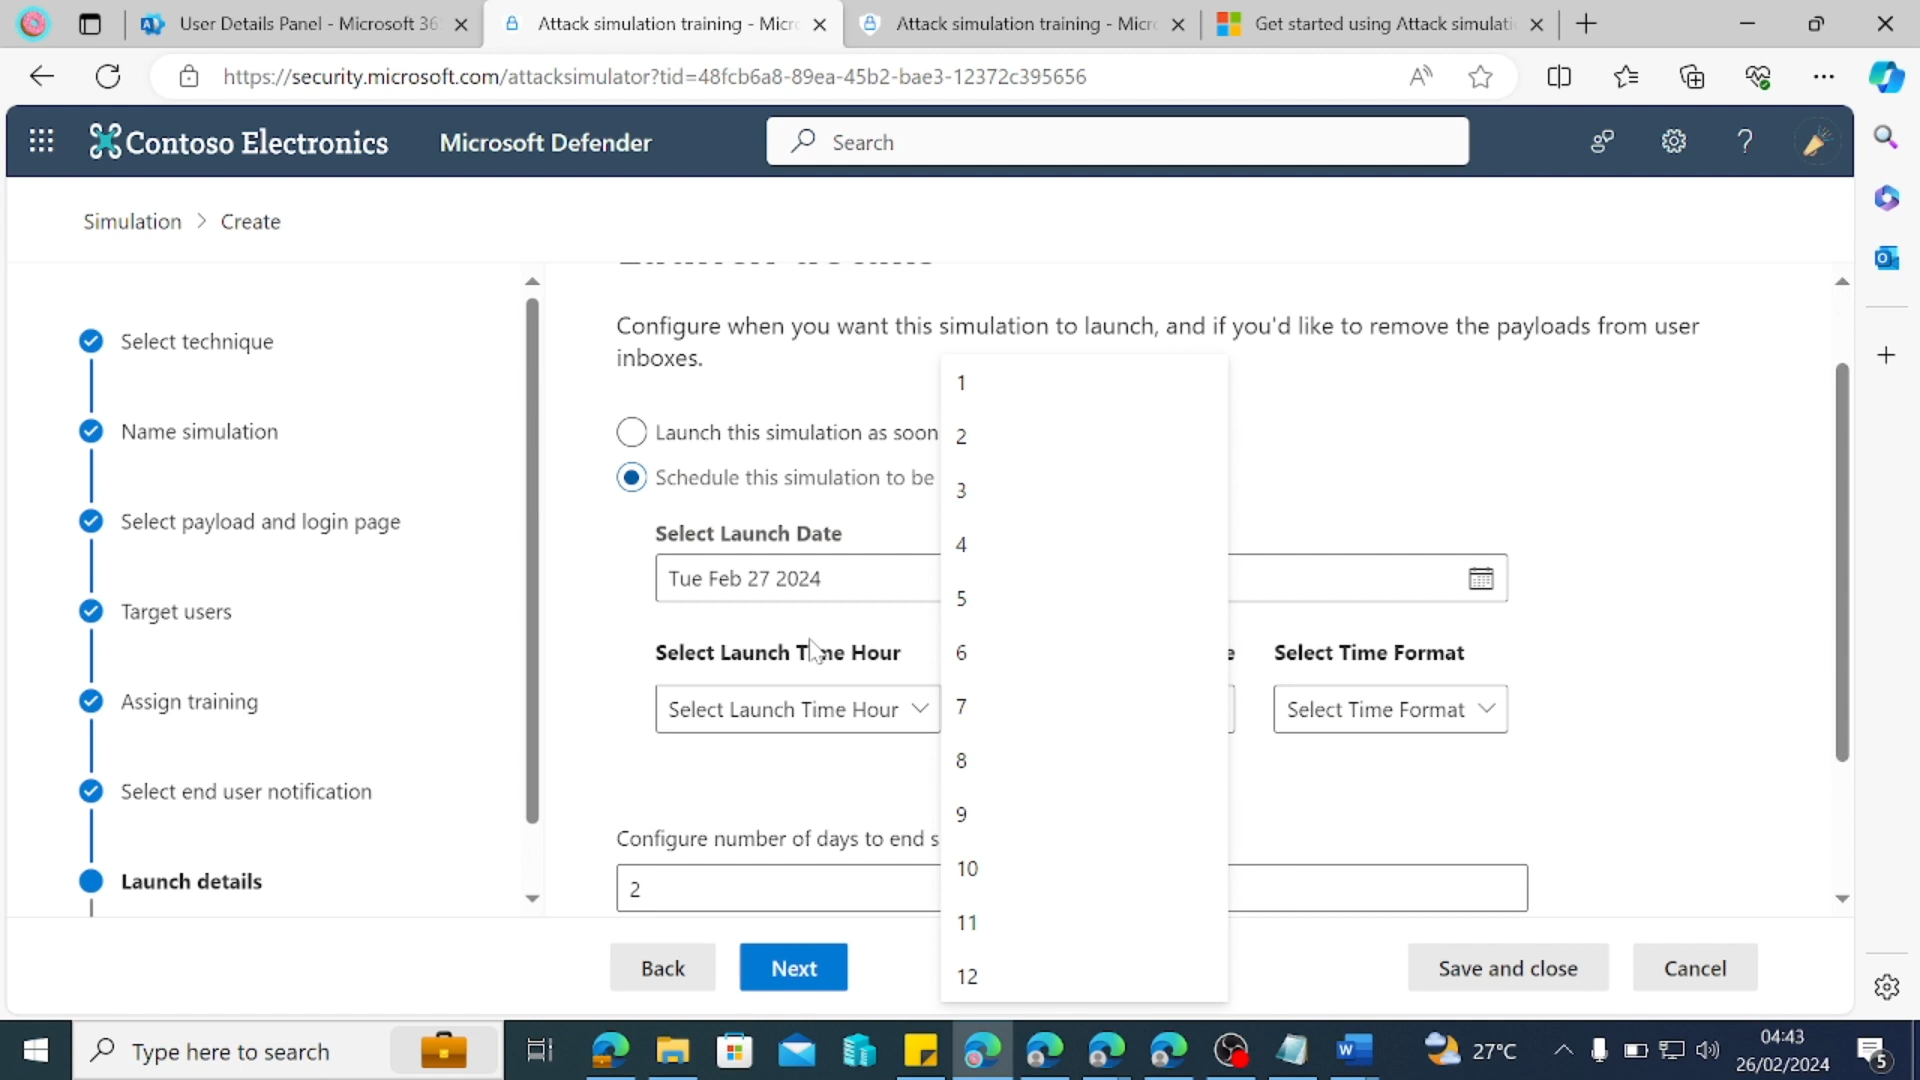 User Details Panel - Microsoft 36
Attack simulation training - Micr
Attack simulation training - Micr
Get started using Attack simulati
https://security.microsoft.com/attacksimulator?tid=48fcb6a8-89ea-45b2-bae3-12372c395656
Contoso Electronics
Microsoft Defender
Search
Simulation > Create
Select technique
Name simulation
Select payload and login page
Target users
Assign training
Select end user notification
Launch details
Configure when you want this simulation to launch, and if you'd like to remove the payloads from user
inboxes.
Launch this simulation as soon
Schedule this simulation to be
Select Launch Date
Tue Feb 27 2024
Select Launch Time Hour
e
Select Time Format
Select Launch Time Hour
Select Time Format
1
2
3
4
5
6
7
8
9
10
11
12
Configure number of days to end s
2
Back
Next
Save and close
Cancel
Type here to search
27°C
04:43
26/02/2024
5